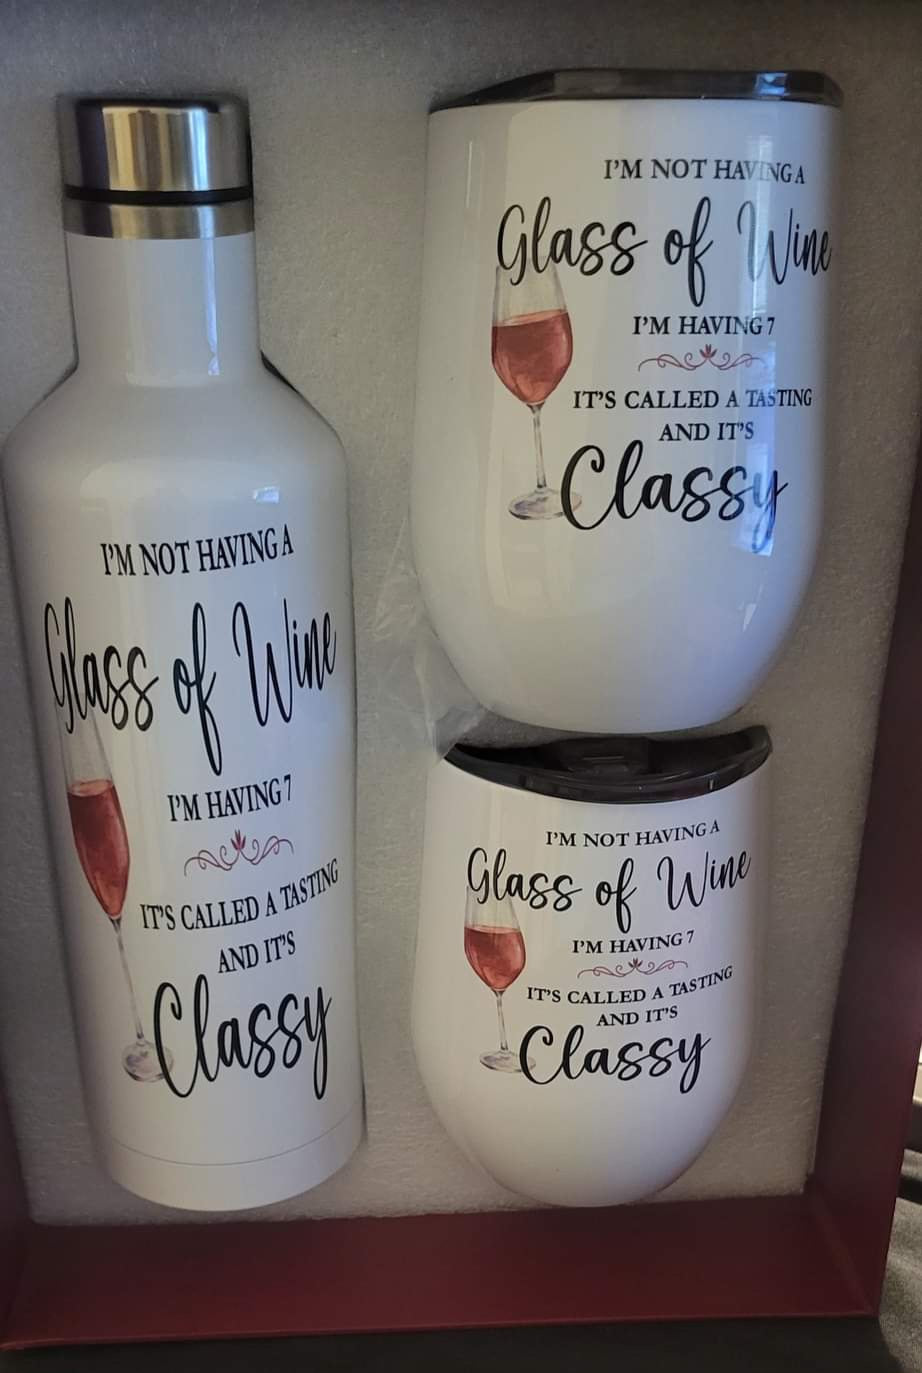 I'M NOT HAVING A
Glass of Wine
I'M HAVING 7
IT'S CALLED A TASTING
AND IT'S
Classy
I'M NOT HAVING A
Glass of Wine
I'M HAVING 7
IT'S CALLED A TASTING
AND IT'S
Classy
I'M NOT HAVING A
Glass of Wine
I'M HAVING 7
IT'S CALLED A TASTING
AND IT'S
Classy